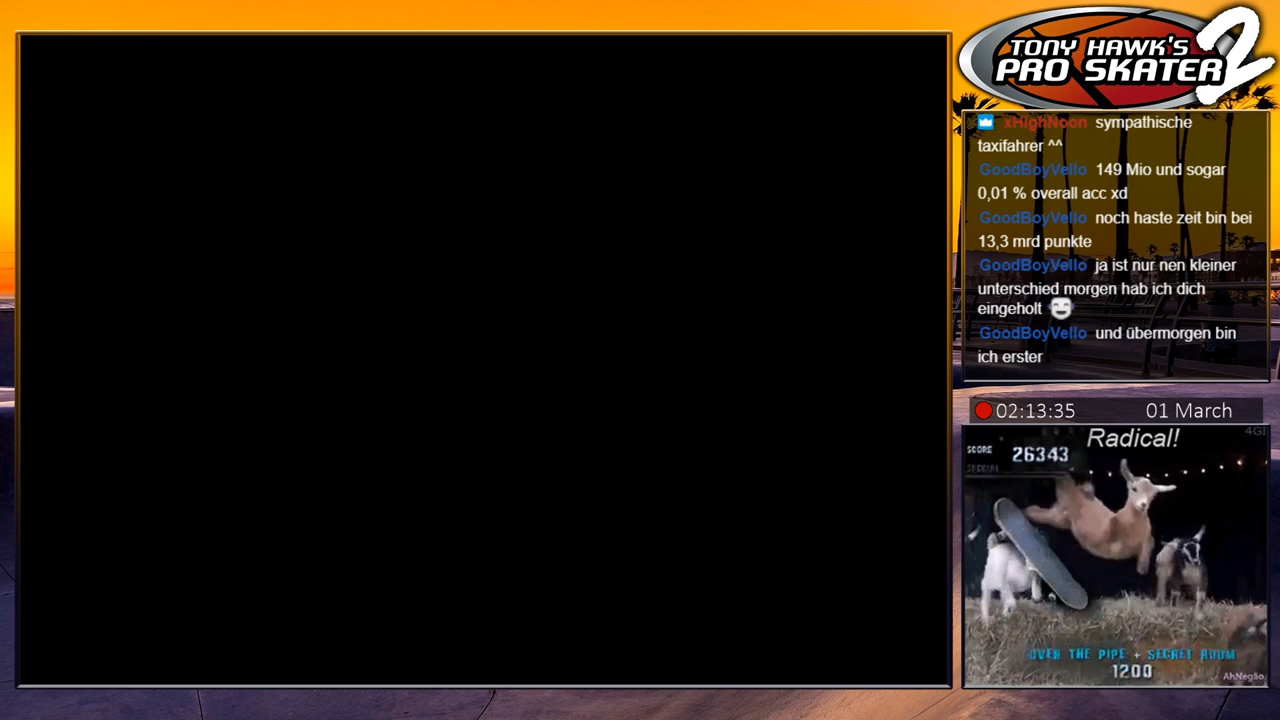 TONY HAWK'S
PRO SKATER 2
xHighNoon sympathische
taxifahrer ^^
GoodBoyVello 149 Mio und sogar
0,01 % overall acc xd
GoodBoyVello noch haste zeit bin bei
13,3 mrd punkte
GoodBoyVello ja ist nur nen kleiner
unterschied morgen hab ich dich
eingeholt
GoodBoyVello und übermorgen bin
ich erster
02:13:35 01 March
Radical!
4GI
SCORE 26343
SPECIAL
OVER THE PIPE + SECRET ROOM
1200
AhNegão